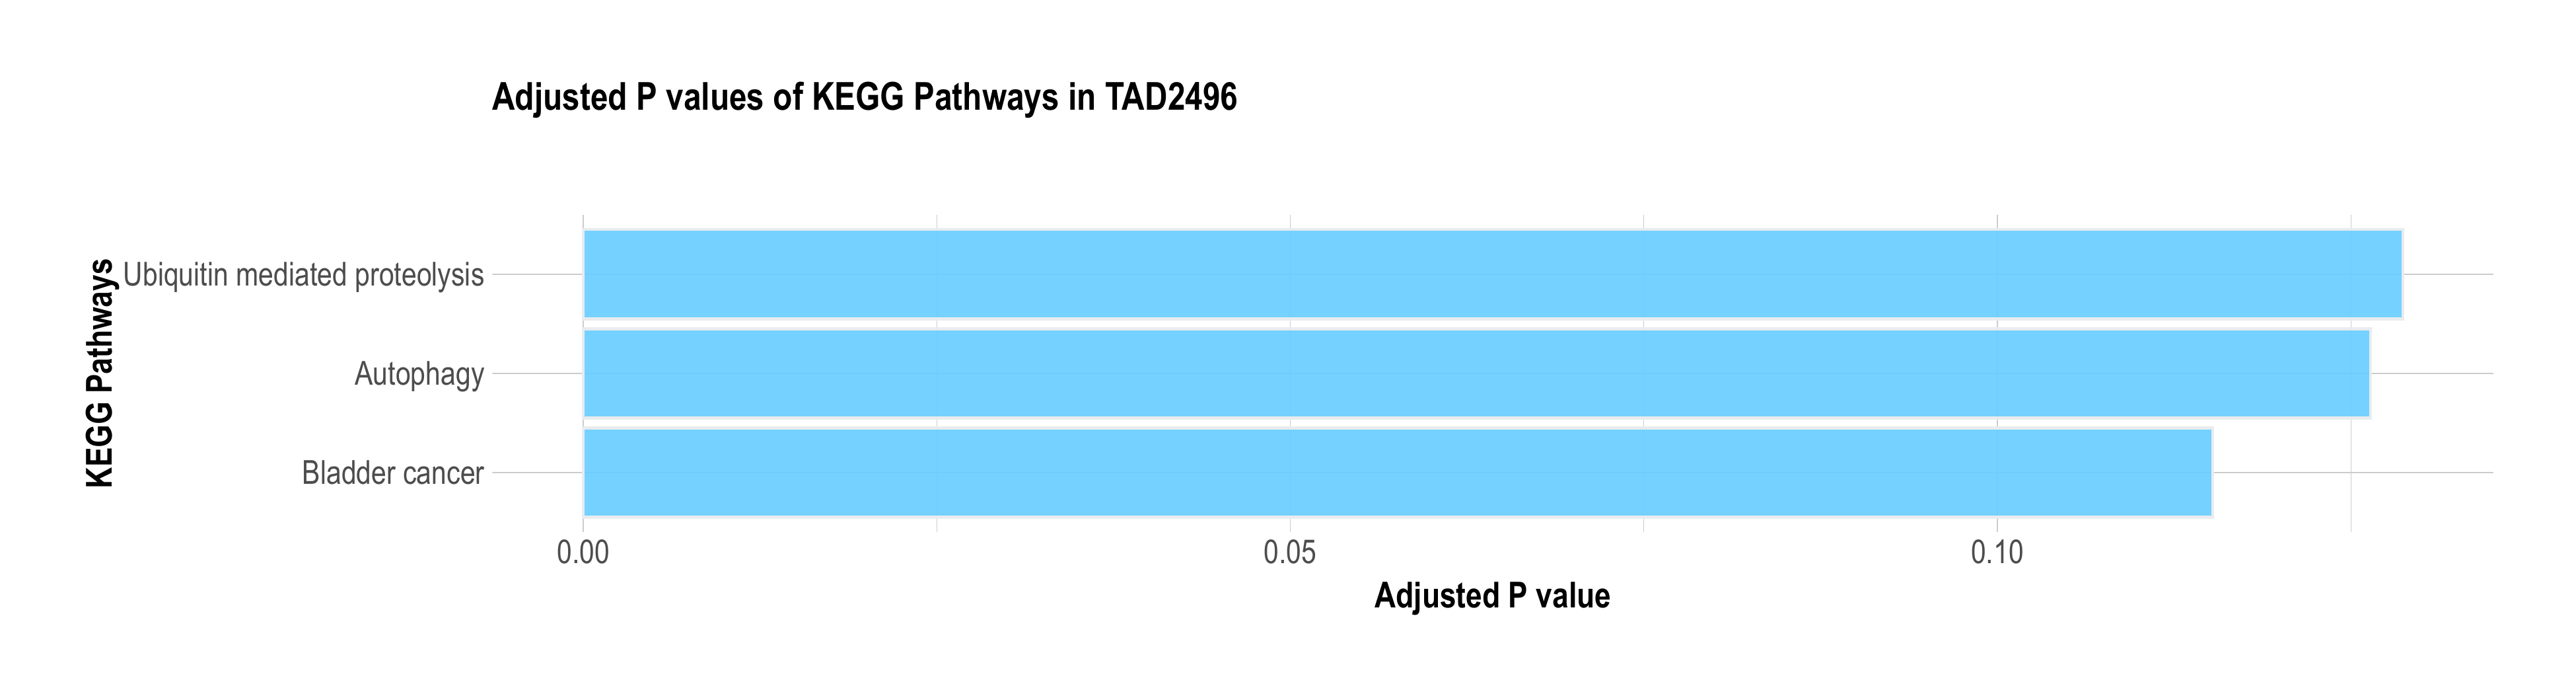 Adjusted P values of KEGG Pathways in TAD2496
KEGG Pathways
Ubiquitin mediated proteolysis
Autophagy
Bladder cancer
0.00
0.05
0.10
Adjusted P value